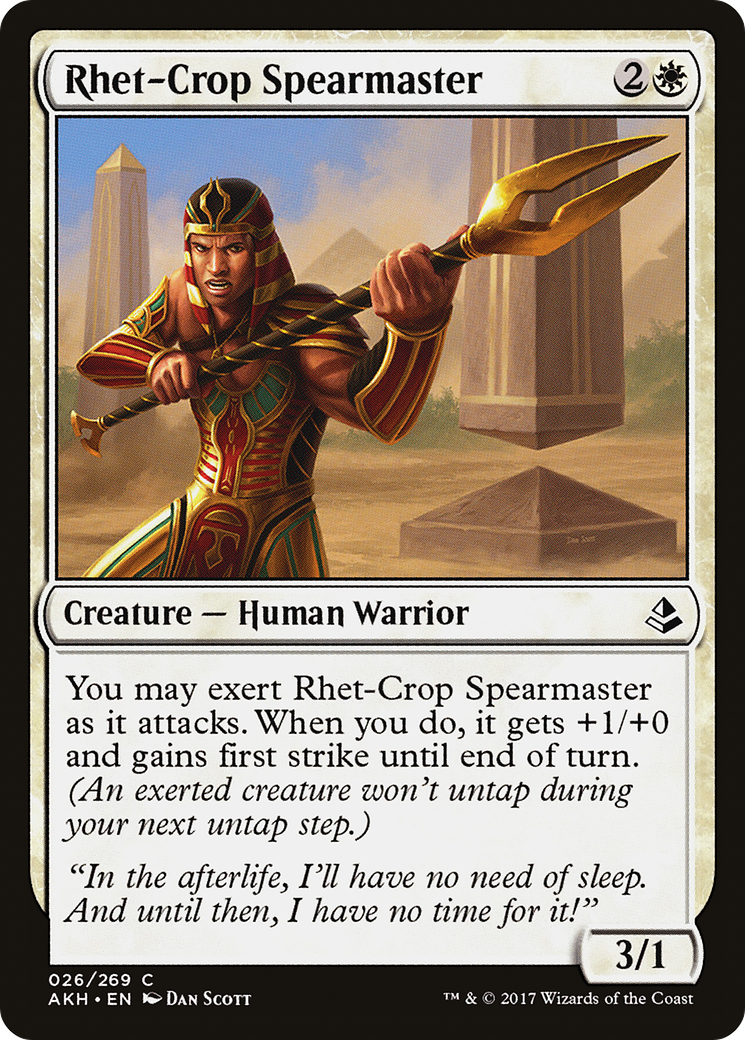 Rhet-Crop Spearmaster 2
Dan Scott
Creature — Human Warrior
You may exert Rhet-Crop Spearmaster
as it attacks. When you do, it gets +1/+0
and gains first strike until end of turn.
(An exerted creature won't untap during
your next untap step.)
"In the afterlife, I'll have no need of sleep.
And until then, I have no time for it!"
3/1
026/269 C
AKH • EN Dan Scott
™ & © 2017 Wizards of the Coast